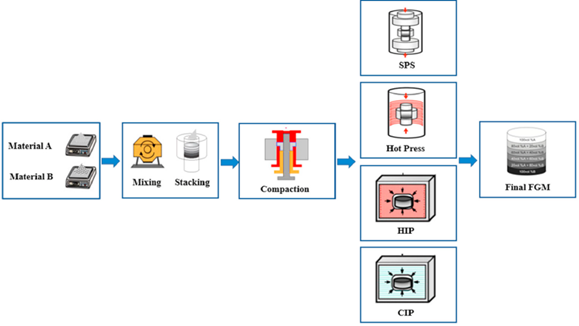 Material A
Material B
Mixing
Stacking
Compaction
SPS
Hot Press
HIP
CIP
Final FGM